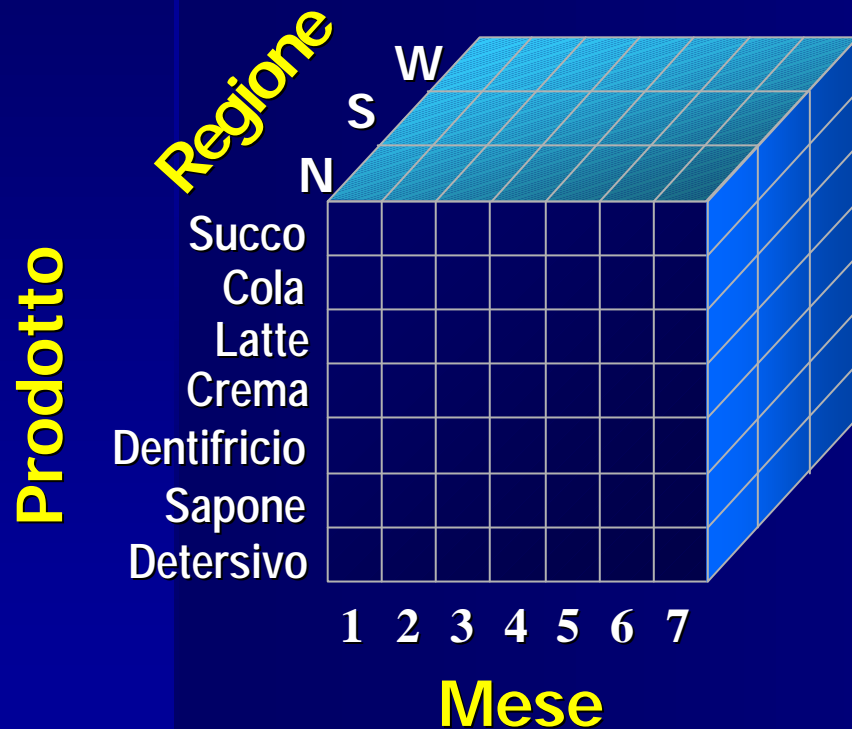 Regione
W
S
N
Prodotto
Succo
Cola
Latte
Crema
Dentifricio
Sapone
Detersivo
1 2 3 4 5 6 7
Mese